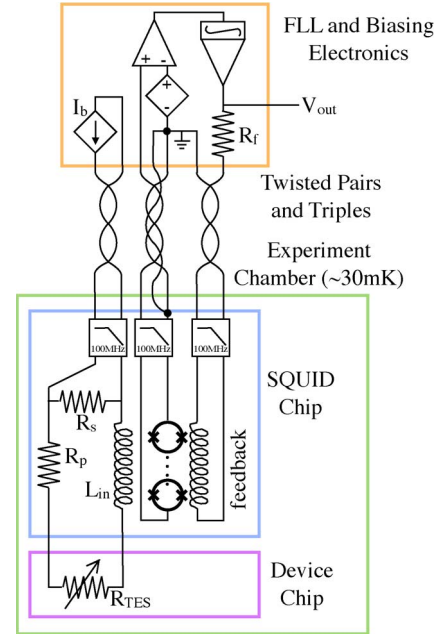 FLL and Biasing
Electronics
+ -
+
-
I_b
V_out
R_f
Twisted Pairs
and Triples
Experiment
Chamber (~30mK)
100MHz
100MHz
100MHz
SQUID
Chip
R_s
R_p
L_in
feedback
Device
Chip
R_TES